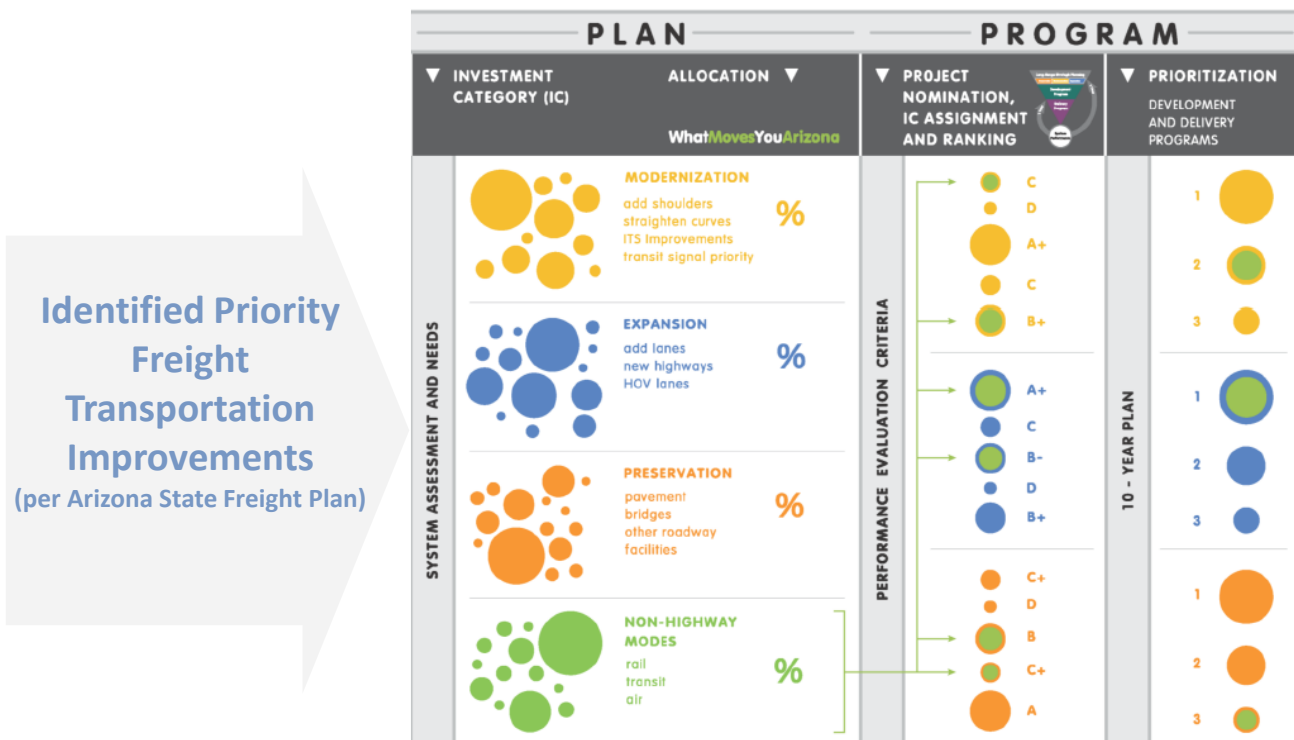 Identified Priority
Freight
Transportation
Improvements
(per Arizona State Freight Plan)
PLAN
PROGRAM
INVESTMENT
CATEGORY (IC)
ALLOCATION
WhatMovesYouArizona
PROJECT
NOMINATION,
IC ASSIGNMENT
AND RANKING
PRIORITIZATION
DEVELOPMENT
AND DELIVERY
PROGRAMS
SYSTEM ASSESSMENT AND NEEDS
MODERNIZATION
add shoulders
straighten curves
ITS Improvements
transit signal priority
%
EXPANSION
add lanes
new highways
HOV lanes
%
PRESERVATION
pavement
bridges
other roadway
facilities
%
NON-HIGHWAY
MODES
rail
transit
air
%
PERFORMANCE EVALUATION CRITERIA
C
D
A+
C
B+
A+
C
B-
D
B+
C+
D
B
C+
A
10 - YEAR PLAN
1
2
3
1
2
3
1
2
3